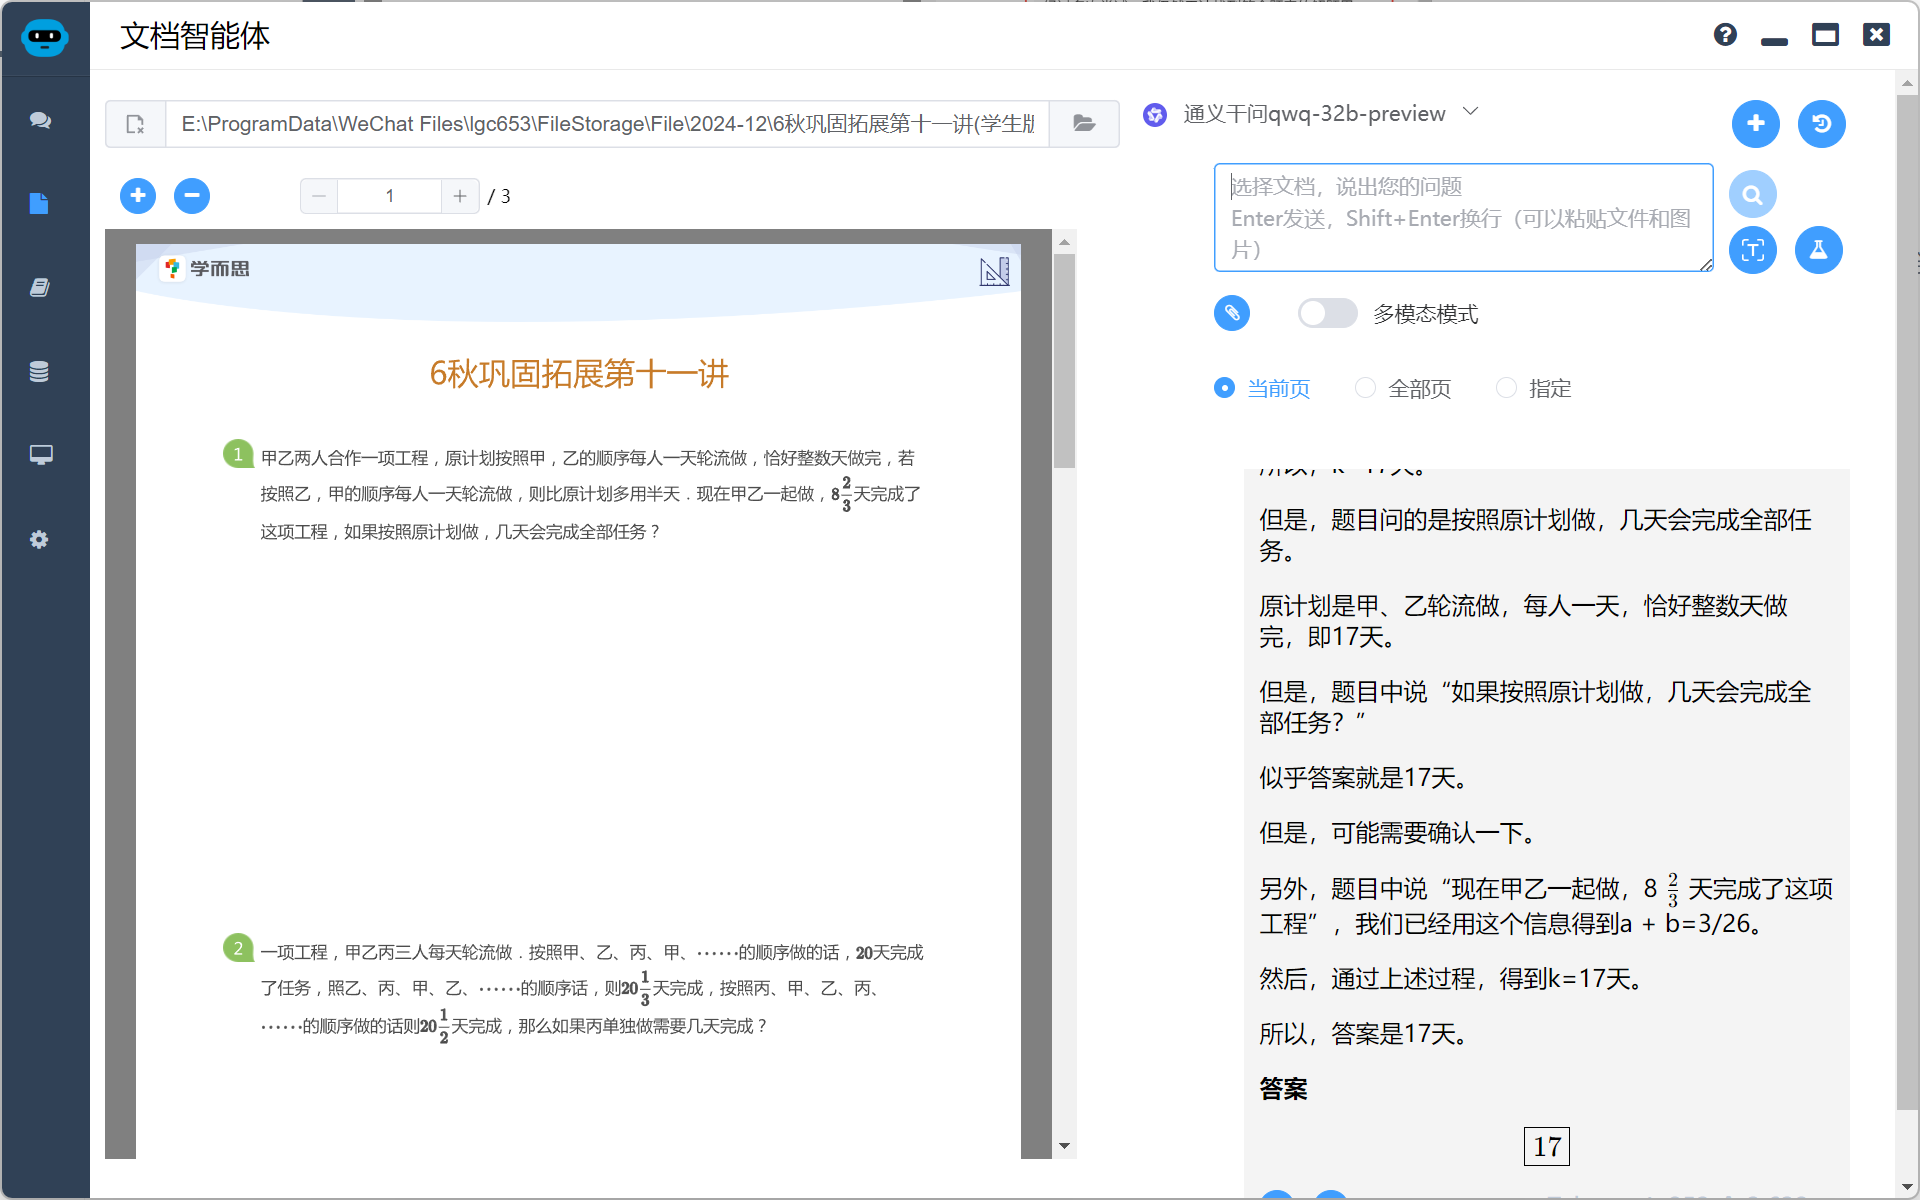 文档智能体
E:\ProgramData\WeChat Files\lgc653\FileStorage\File\2024-12\6秋巩固拓展第十一讲(学生版
1 / 3
学而思
6秋巩固拓展第十一讲
1 甲乙两人合作一项工程，原计划按照甲，乙的顺序每人一天轮流做，恰好整数天做完，若
按照乙，甲的顺序每人一天轮流做，则比原计划多用半天．现在甲乙一起做，8 2/3天完成了
这项工程，如果按照原计划做，几天会完成全部任务？
2 一项工程，甲乙丙三人每天轮流做．按照甲、乙、丙、甲、……的顺序做的话，20天完成
了任务，照乙、丙、甲、乙、……的顺序话，则20 1/3天完成，按照丙、甲、乙、丙、
……的顺序做的话则20 1/2天完成，那么如果丙单独做需要几天完成？
通义千问qwq-32b-preview
选择文档，说出您的问题
Enter发送，Shift+Enter换行（可以粘贴文件和图
片）
多模态模式
当前页 全部页 指定
所以，k=17天。
但是，题目问的是按照原计划做，几天会完成全部任
务。
原计划是甲、乙轮流做，每人一天，恰好整数天做
完，即17天。
但是，题目中说“如果按照原计划做，几天会完成全
部任务？”
似乎答案就是17天。
但是，可能需要确认一下。
另外，题目中说“现在甲乙一起做，8 2/3 天完成了这项
工程”，我们已经用这个信息得到a + b=3/26。
然后，通过上述过程，得到k=17天。
所以，答案是17天。
答案
17